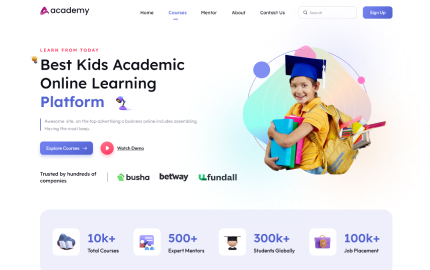 academy
Home
Courses
Mentor
About
Contact Us
Search
Sign Up
LEARN FROM TODAY
Best Kids Academic
Online Learning
Platform
Awesome site. on the top advertising a business online includes assembling
Having the most keep.
Explore Courses
Watch Demo
Trusted by hundreds of
companies
busha
betway
fundall
10k+
Total Courses
500+
Expert Mentors
300k+
Students Globally
100k+
Job Placement